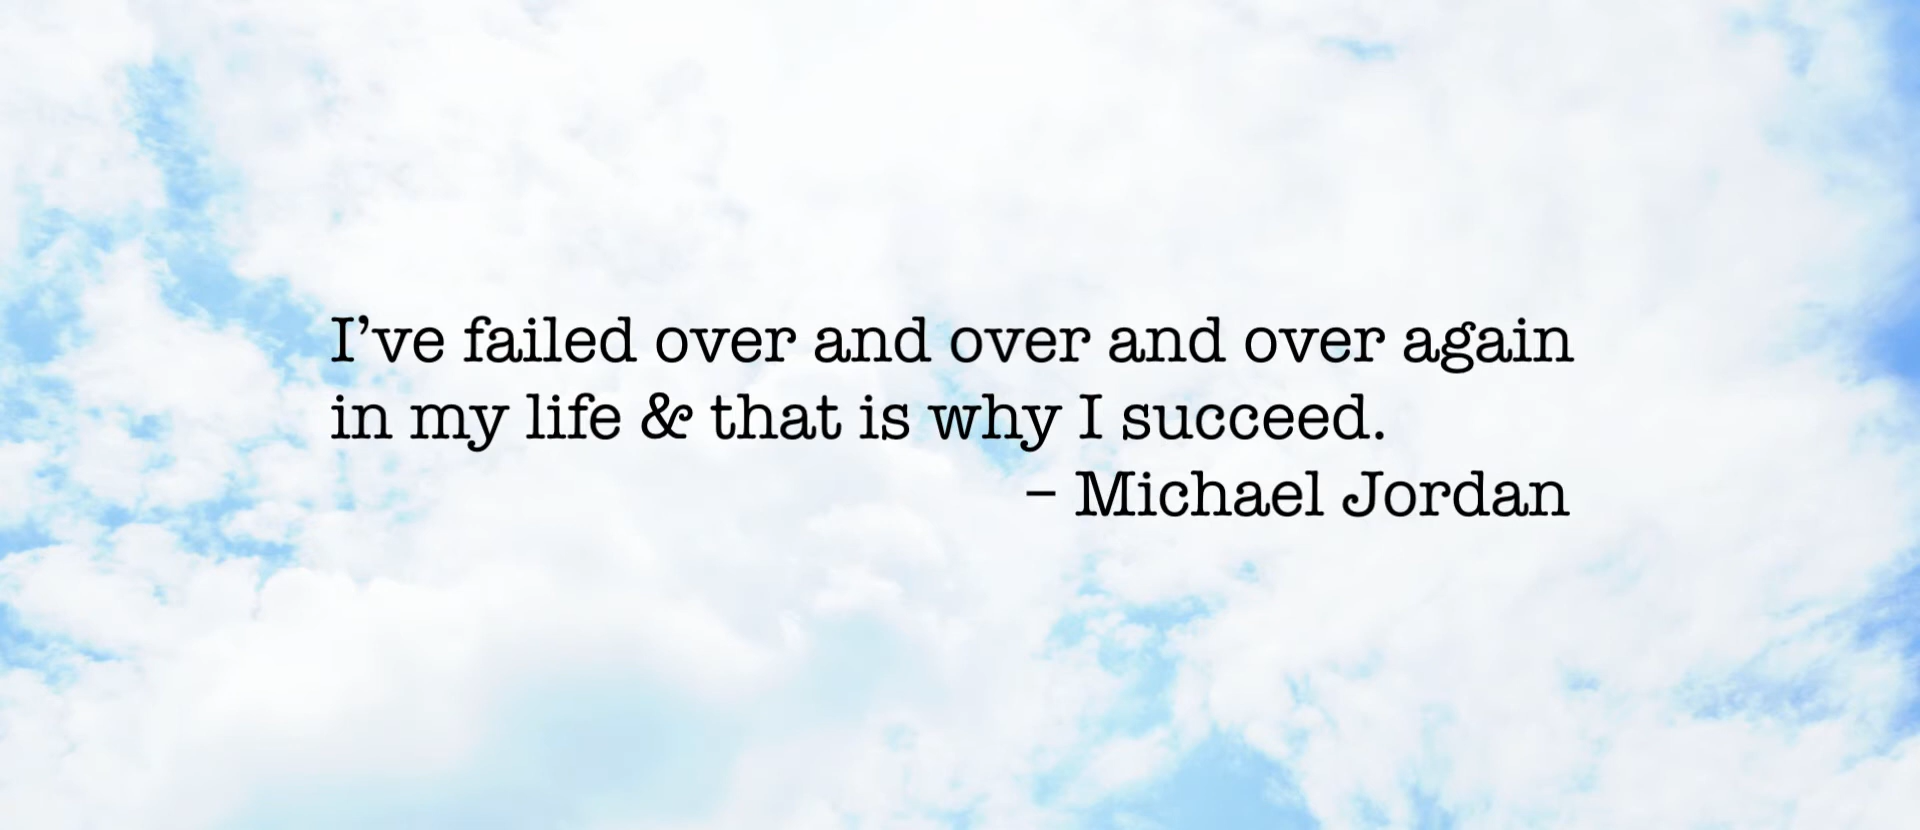 I’ve failed over and over and over again
in my life & that is why I succeed.
– Michael Jordan